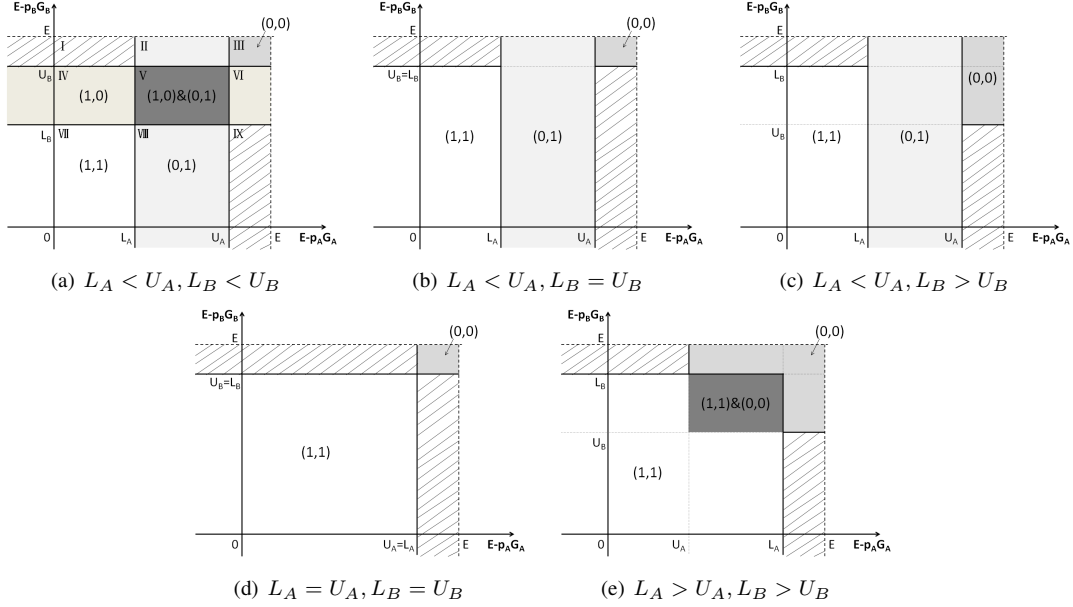 E-p_BG_B
E
(0,0)
I
II
III
U_B
IV
V
VI
(1,0)
(1,0)&(0,1)
L_B
VII
VIII
IX
(1,1)
(0,1)
0
L_A
U_A
E
E-p_AG_A
(a) L_A < U_A, L_B < U_B
E-p_BG_B
E
(0,0)
U_B=L_B
(1,1)
(0,1)
0
L_A
U_A
E
E-p_AG_A
(b) L_A < U_A, L_B = U_B
E-p_BG_B
E
L_B
(0,0)
U_B
(1,1)
(0,1)
0
L_A
U_A
E
E-p_AG_A
(c) L_A < U_A, L_B > U_B
E-p_BG_B
E
(0,0)
U_B=L_B
(1,1)
0
U_A=L_A
E
E-p_AG_A
(d) L_A = U_A, L_B = U_B
E-p_BG_B
E
(0,0)
L_B
(1,1)&(0,0)
U_B
(1,1)
0
U_A
L_A
E
E-p_AG_A
(e) L_A > U_A, L_B > U_B